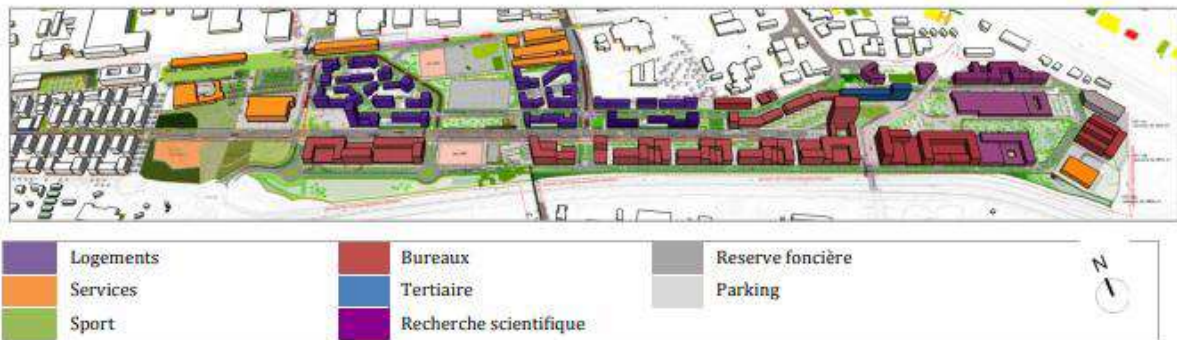 Logements
Bureaux
Reserve foncière
N
Services
Tertiaire
Parking
Sport
Recherche scientifique